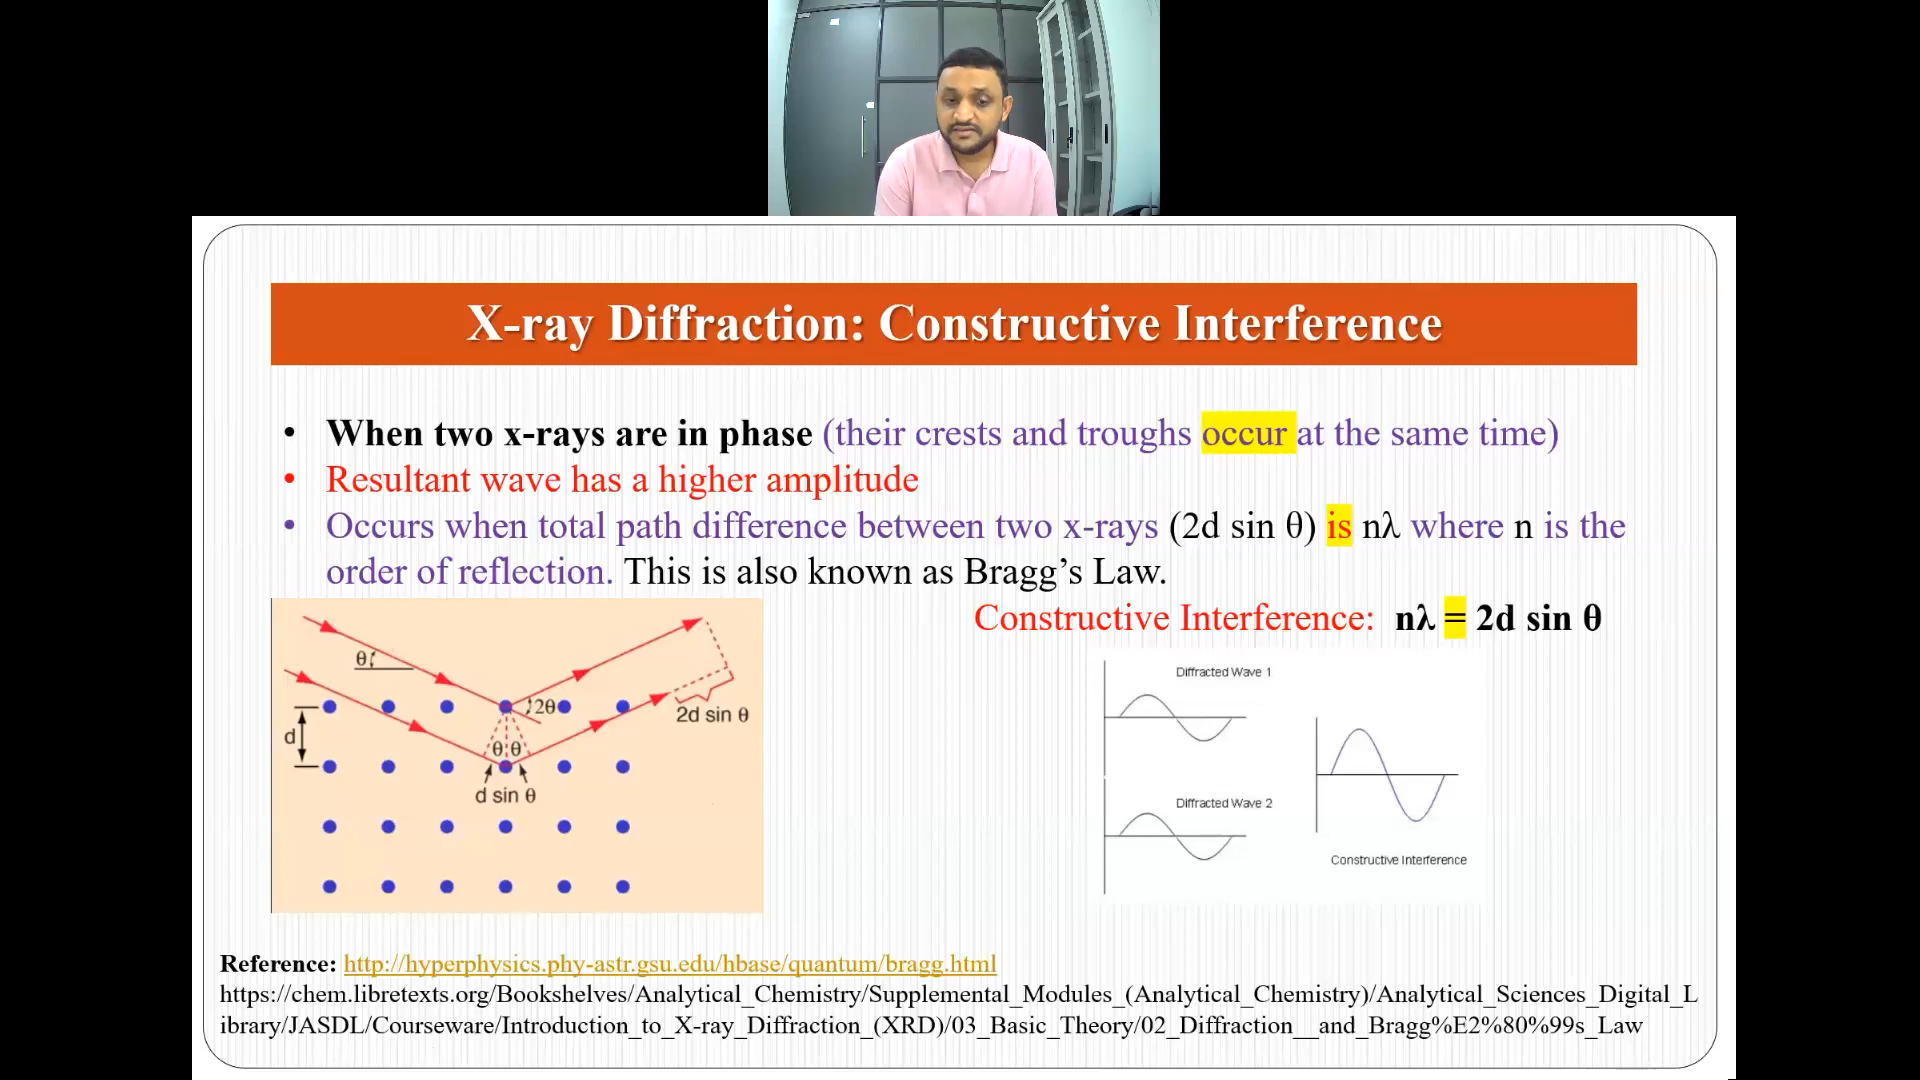 X-ray Diffraction: Constructive Interference
• When two x-rays are in phase (their crests and troughs occur at the same time)
• Resultant wave has a higher amplitude
• Occurs when total path difference between two x-rays (2d sin θ) is nλ where n is the
order of reflection. This is also known as Bragg’s Law.
Constructive Interference: nλ = 2d sin θ
θ
2θ
2d sin θ
d
θ θ
d sin θ
Diffracted Wave 1
Diffracted Wave 2
Constructive Interference
Reference: http://hyperphysics.phy-astr.gsu.edu/hbase/quantum/bragg.html
https://chem.libretexts.org/Bookshelves/Analytical_Chemistry/Supplemental_Modules_(Analytical_Chemistry)/Analytical_Sciences_Digital_L
ibrary/JASDL/Courseware/Introduction_to_X-ray_Diffraction_(XRD)/03_Basic_Theory/02_Diffraction__and_Bragg%E2%80%99s_Law